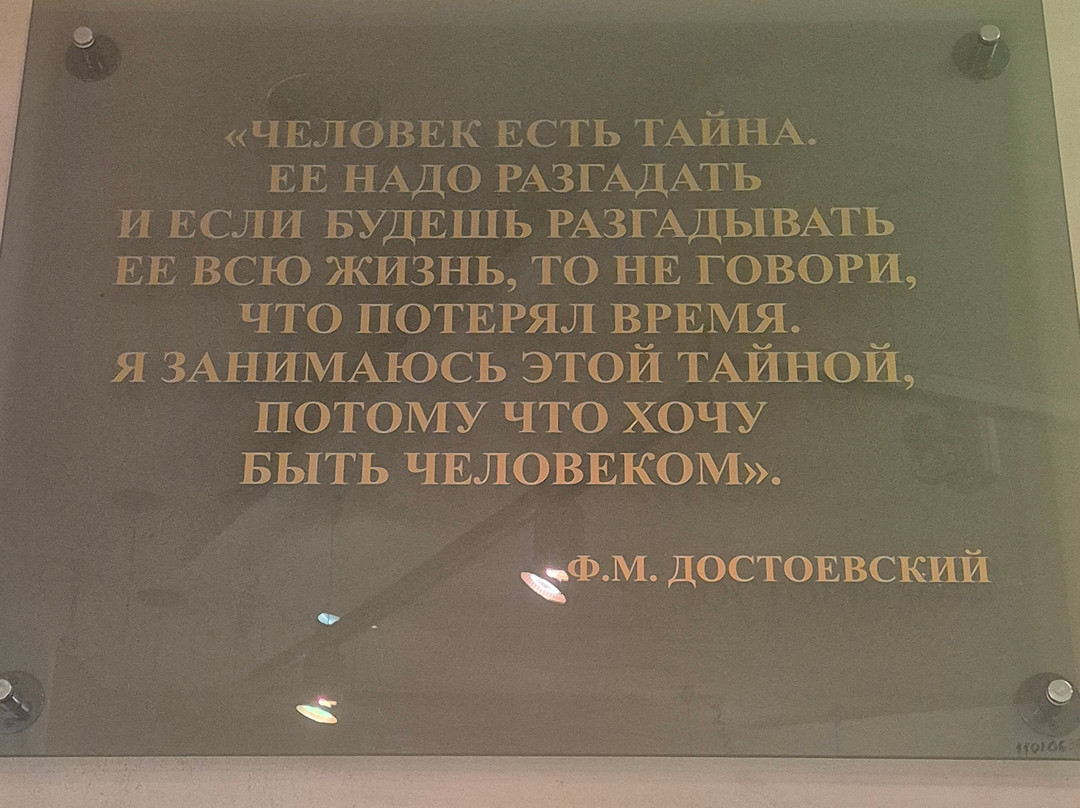 «ЧЕЛОВЕК ЕСТЬ ТАЙНА.
ЕЕ НАДО РАЗГАДАТЬ
И ЕСЛИ БУДЕШЬ РАЗГАДЫВАТЬ
ЕЕ ВСЮ ЖИЗНЬ, ТО НЕ ГОВОРИ,
ЧТО ПОТЕРЯЛ ВРЕМЯ.
Я ЗАНИМАЮСЬ ЭТОЙ ТАЙНОЙ,
ПОТОМУ ЧТО ХОЧУ
БЫТЬ ЧЕЛОВЕКОМ».
Ф.М. ДОСТОЕВСКИЙ